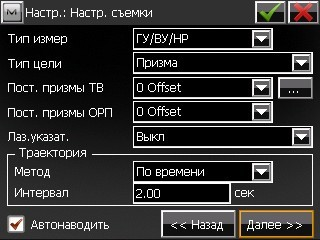 Настр.: Настр. съемки
Тип измер ГУ/ВУ/НР
Тип цели Призма
Пост. призмы ТВ 0 Offset ...
Пост. призмы ОРП 0 Offset
Лаз.указат. Выкл
Траектория
Метод По времени
Интервал 2.00 сек
Автонаводить << Назад Далее >>